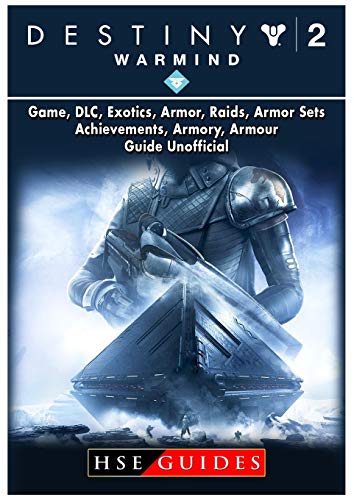 DESTINY 2
WARMIND
Game, DLC, Exotics, Armor, Raids, Armor Sets
Achievements, Armory, Armour
Guide Unofficial
HSE GUIDES